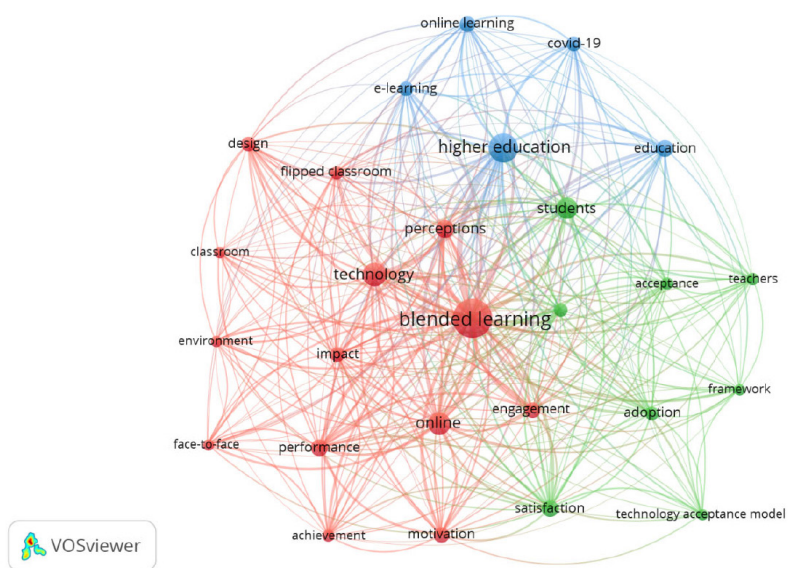 online learning
covid-19
e-learning
design
higher education
education
flipped classroom
students
perceptions
classroom
technology
acceptance
teachers
blended learning
environment
impact
framework
engagement
adoption
online
face-to-face
performance
satisfaction
technology acceptance model
achievement
motivation
VOSviewer